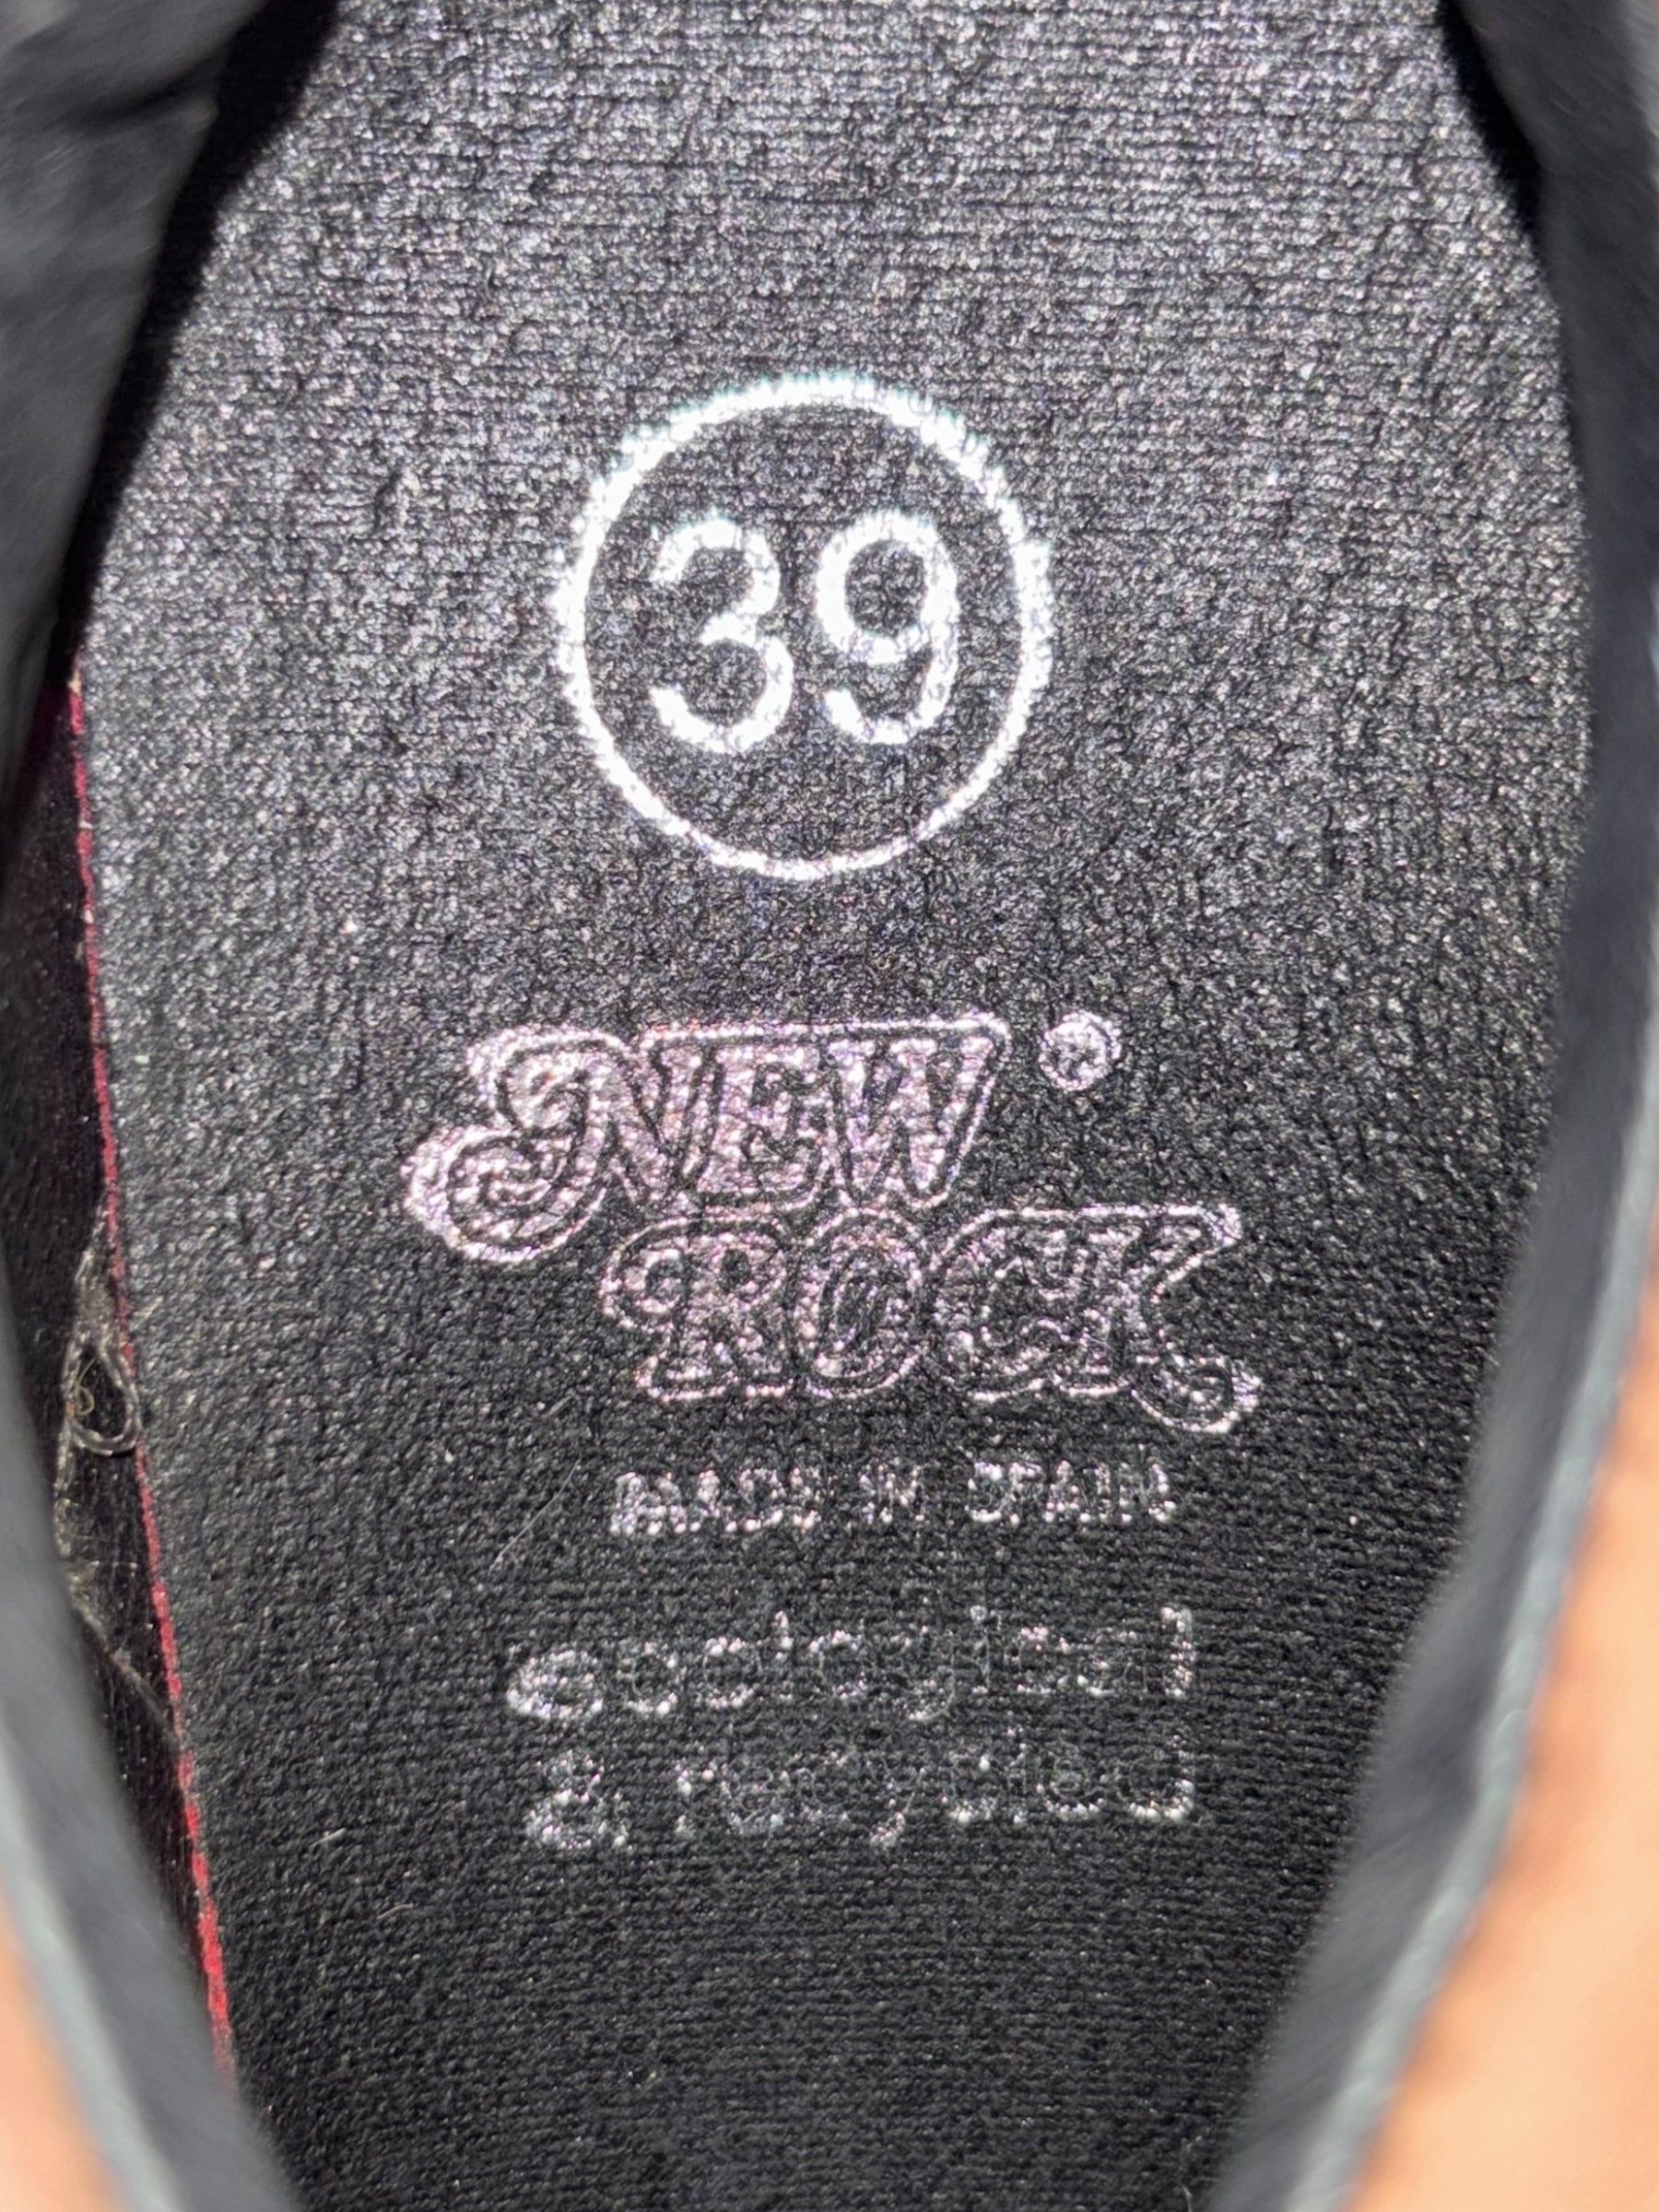 39
NEW ®
ROCK
MADE IN SPAIN
ecological
& recycled